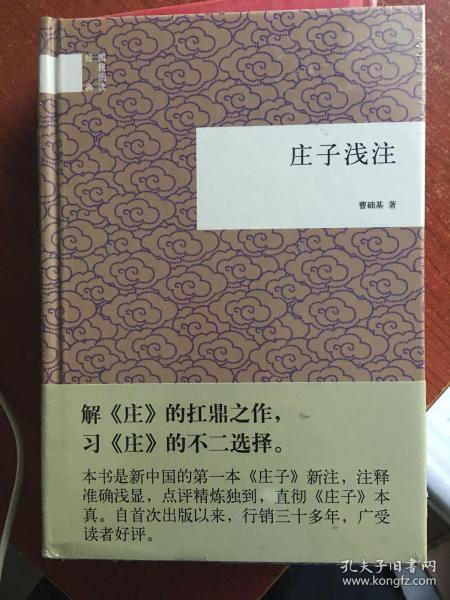 国民阅读
经典
庄子浅注
曹础基 著
解《庄》的扛鼎之作，
习《庄》的不二选择。
本书是新中国的第一本《庄子》新注，注释
准确浅显，点评精炼独到，直彻《庄子》本
真。自首次出版以来，行销三十多年，广受
读者好评。
孔夫子旧书网
www.kongfz.com